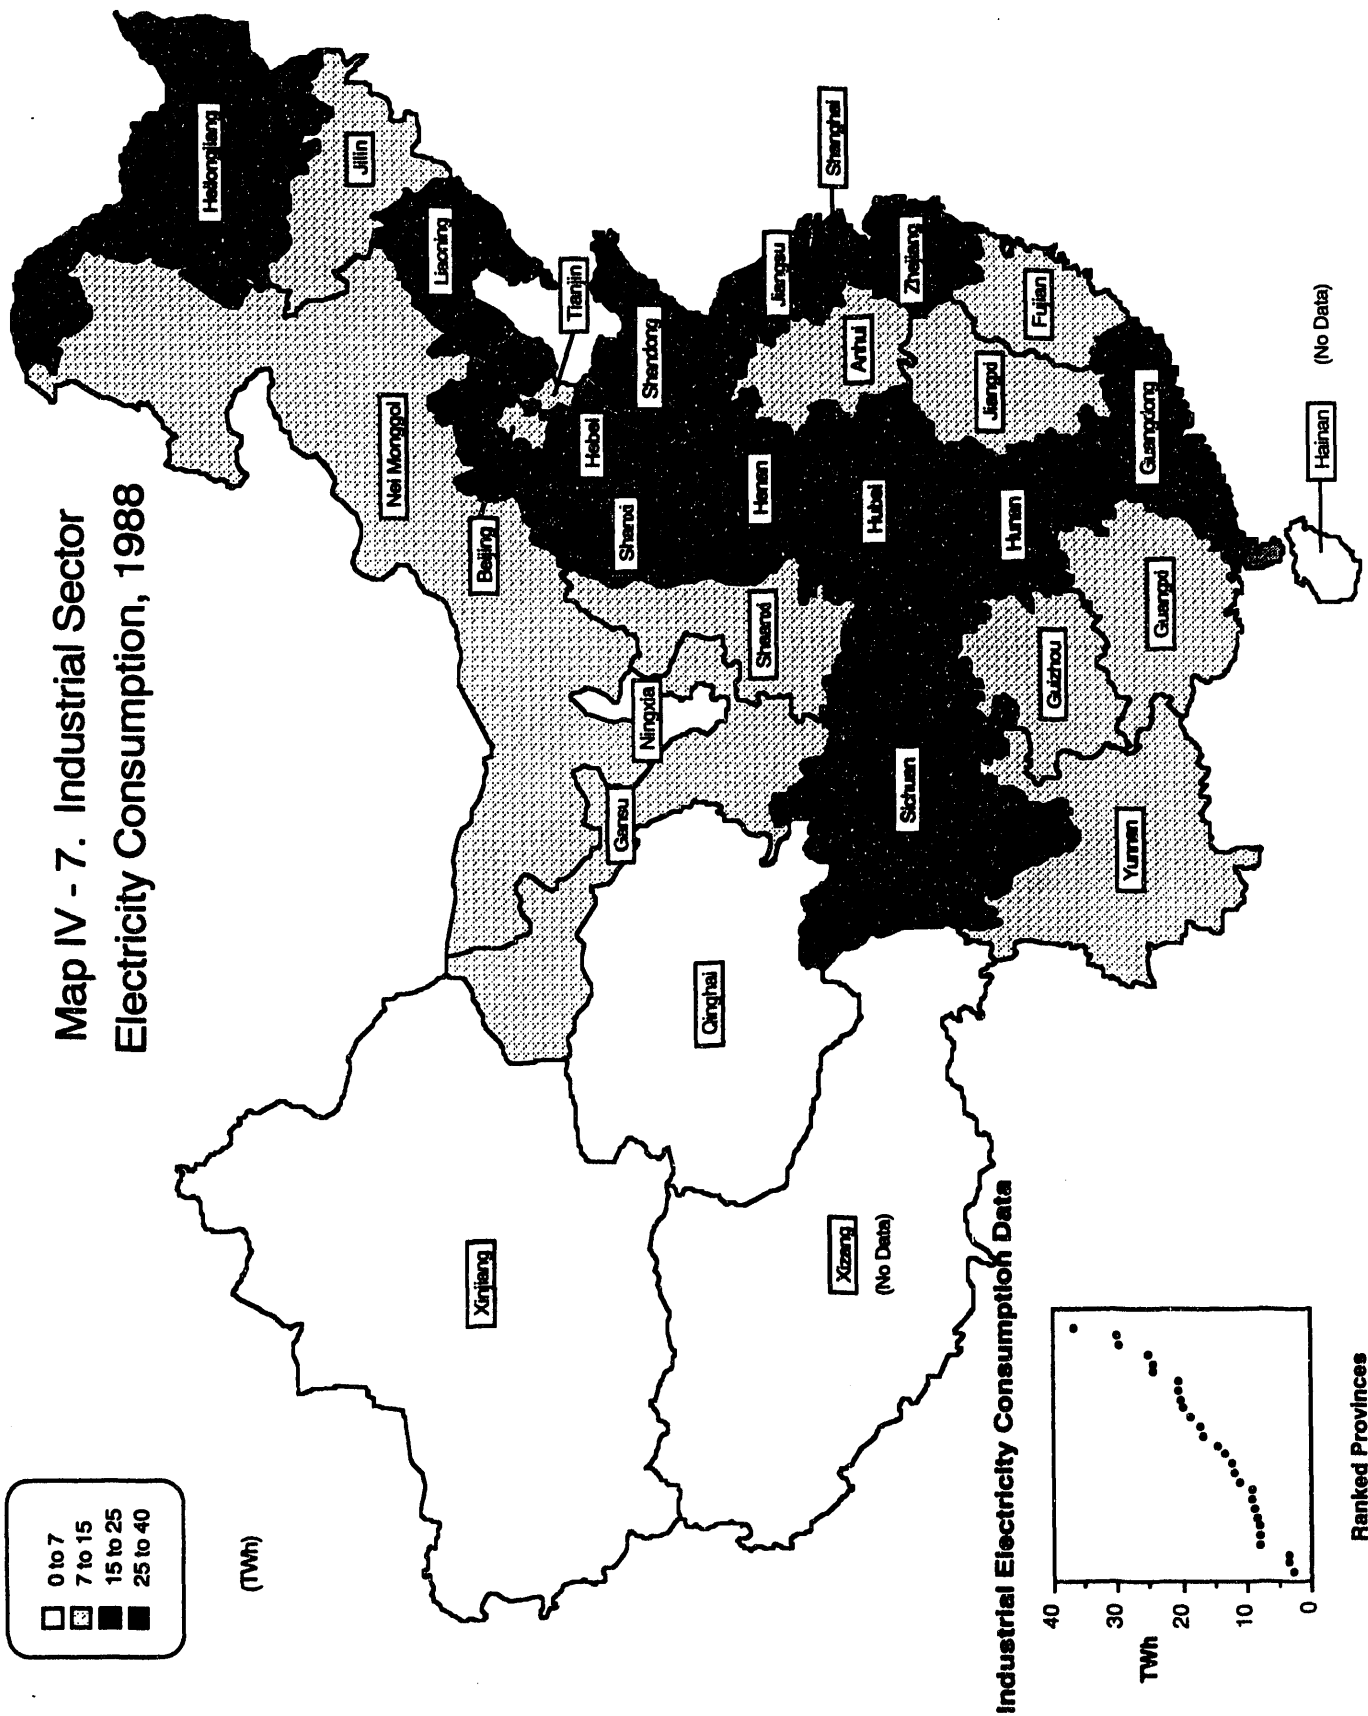 Map IV - 7. Industrial Sector
Electricity Consumption, 1988
0 to 7
7 to 15
15 to 25
25 to 40
(TWh)
Heilongjiang
Jilin
Liaoning
Nei Monggol
Beijing
Tianjin
Hebei
Shandong
Shanxi
Shaanxi
Ningxia
Gansu
Xinjiang
Qinghai
Xizang
(No Data)
Henan
Jiangsu
Shanghai
Anhui
Zhejiang
Hubei
Sichuan
Jiangxi
Fujian
Hunan
Guizhou
Guangdong
Guangxi
Yunnan
Hainan
(No Data)
Industrial Electricity Consumption Data
40
30
20
10
0
TWh
Ranked Provinces